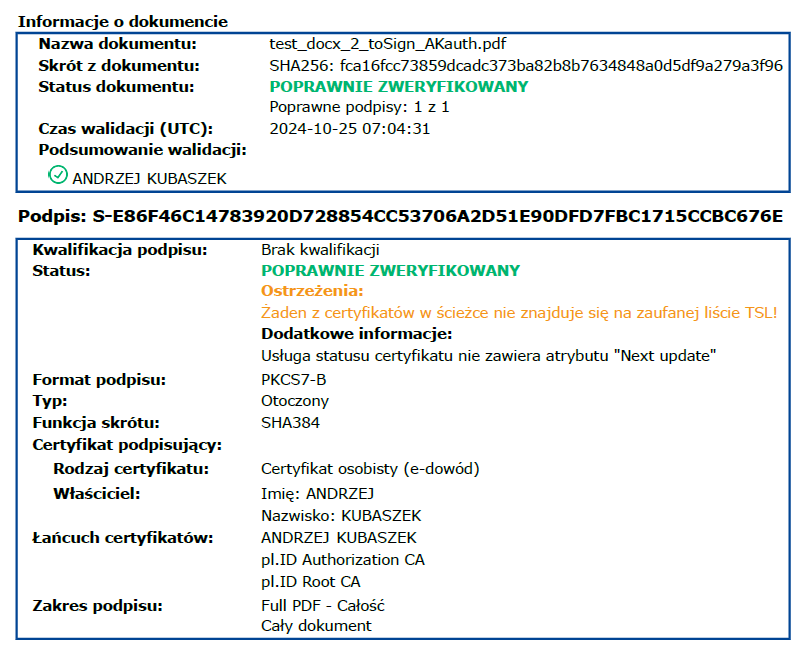 Informacje o dokumencie
Nazwa dokumentu: test_docx_2_toSign_AKauth.pdf
Skrót z dokumentu: SHA256: fca16fcc73859dcadc373ba82b8b7634848a0d5df9a279a3f96
Status dokumentu: POPRAWNIE ZWERYFIKOWANY
Poprawne podpisy: 1 z 1
Czas walidacji (UTC): 2024-10-25 07:04:31
Podsumowanie walidacji:
ANDRZEJ KUBASZEK
Podpis: S-E86F46C14783920D728854CC53706A2D51E90DFD7FBC1715CCBC676E
Kwalifikacja podpisu: Brak kwalifikacji
Status: POPRAWNIE ZWERYFIKOWANY
Ostrzeżenia:
Żaden z certyfikatów w ścieżce nie znajduje się na zaufanej liście TSL!
Dodatkowe informacje:
Usługa statusu certyfikatu nie zawiera atrybutu "Next update"
Format podpisu: PKCS7-B
Typ: Otoczony
Funkcja skrótu: SHA384
Certyfikat podpisujący:
Rodzaj certyfikatu: Certyfikat osobisty (e-dowód)
Właściciel: Imię: ANDRZEJ
Nazwisko: KUBASZEK
Łańcuch certyfikatów: ANDRZEJ KUBASZEK
pl.ID Authorization CA
pl.ID Root CA
Zakres podpisu: Full PDF - Całość
Cały dokument